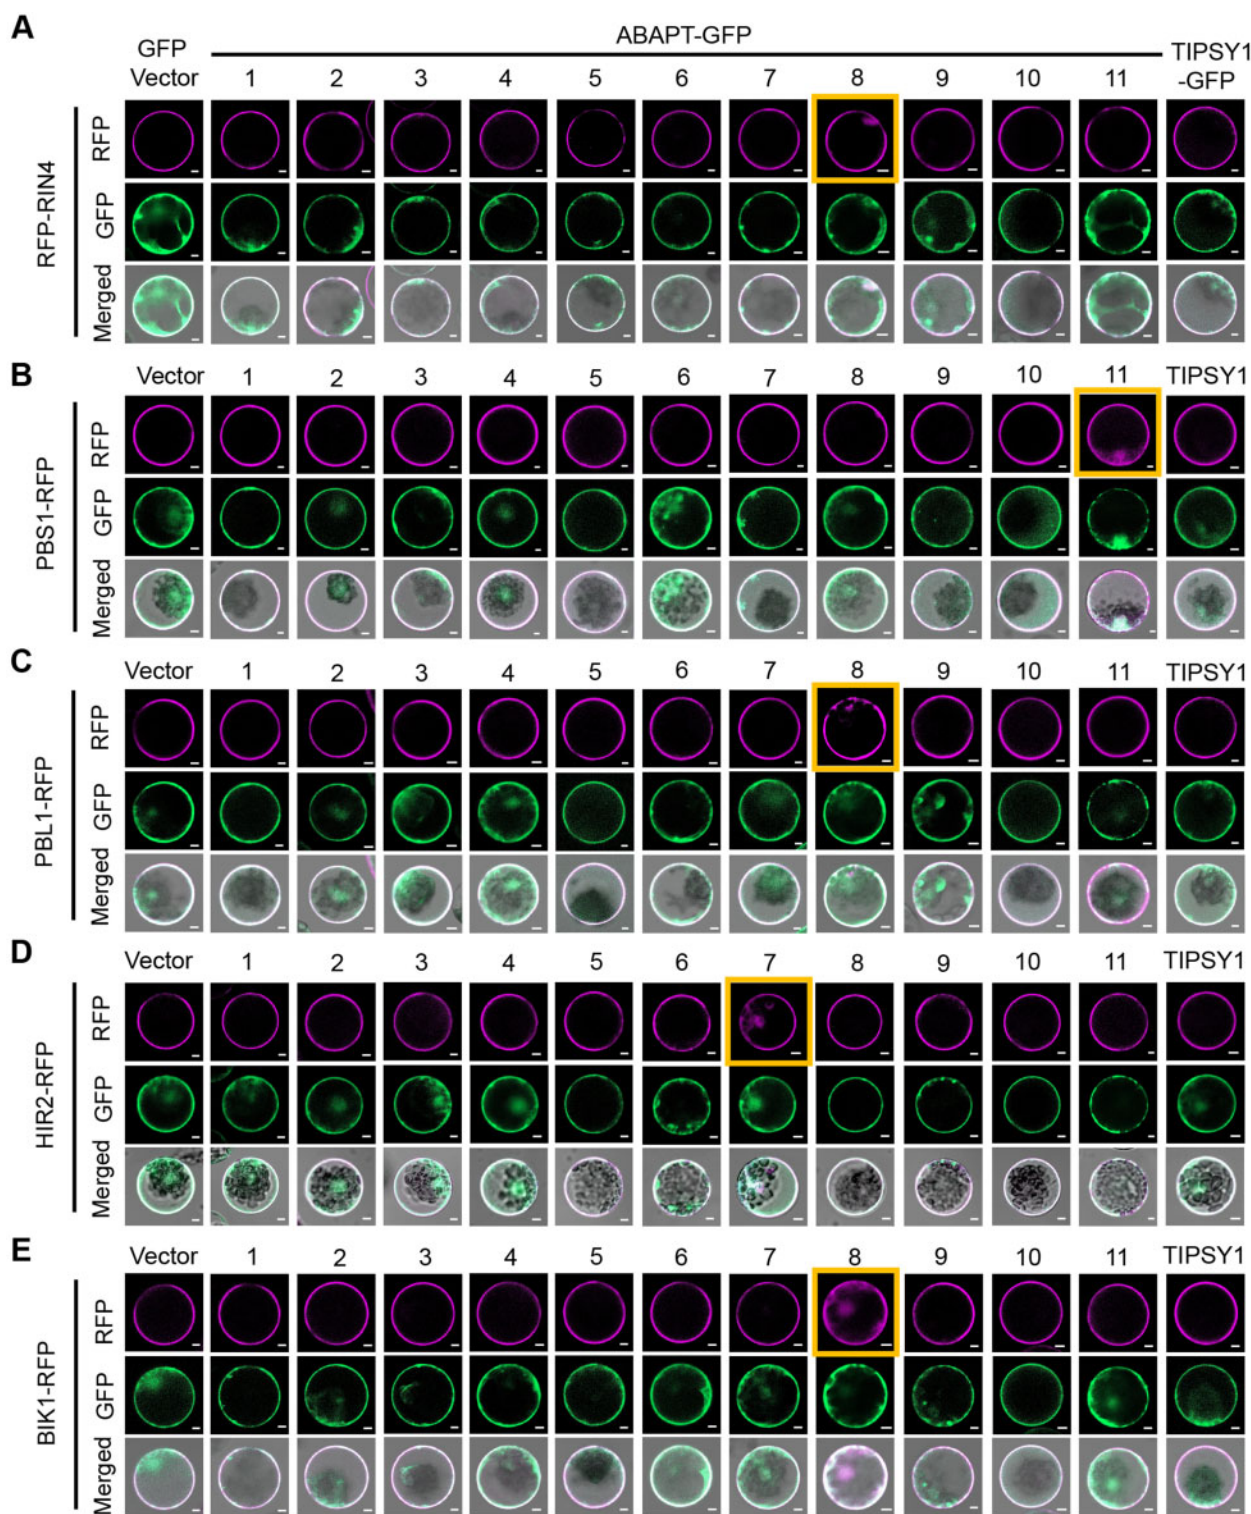 A
GFP
Vector
ABAPT-GFP
1 2 3 4 5 6 7 8 9 10 11
TIPSY1
-GFP
RFP-RIN4
RFP
GFP
Merged
B
Vector 1 2 3 4 5 6 7 8 9 10 11 TIPSY1
PBS1-RFP
RFP
GFP
Merged
C
Vector 1 2 3 4 5 6 7 8 9 10 11 TIPSY1
PBL1-RFP
RFP
GFP
Merged
D
Vector 1 2 3 4 5 6 7 8 9 10 11 TIPSY1
HIR2-RFP
RFP
GFP
Merged
E
Vector 1 2 3 4 5 6 7 8 9 10 11 TIPSY1
BIK1-RFP
RFP
GFP
Merged